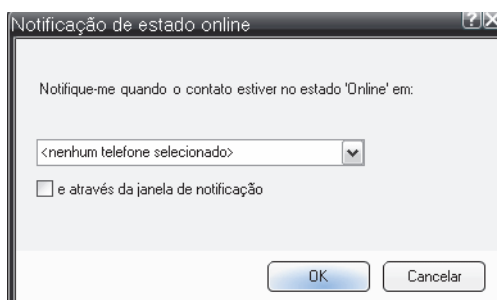 Notificação de estado online
Notifique-me quando o contato estiver no estado 'Online' em:
<nenhum telefone selecionado>
e através da janela de notificação
OK
Cancelar